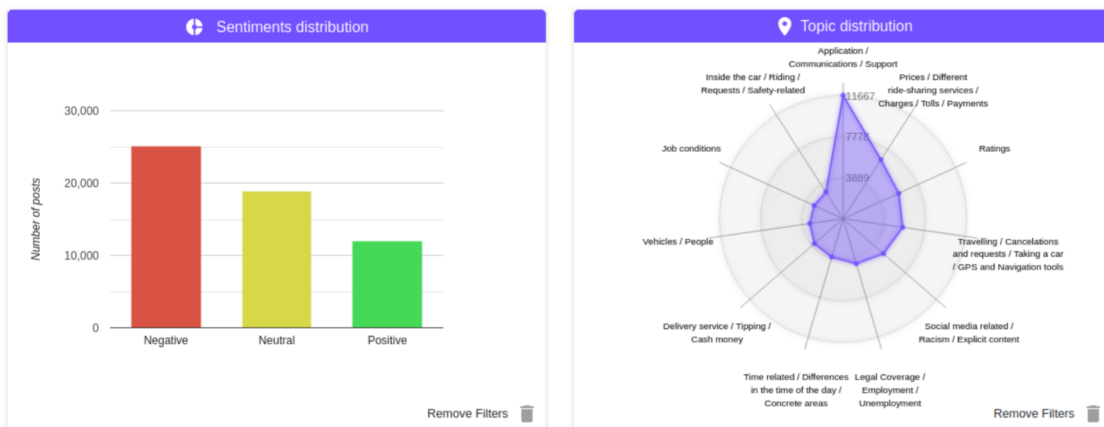 Sentiments distribution
30,000
20,000
10,000
0
Number of posts
Negative
Neutral
Positive
Remove Filters
Topic distribution
Application /
Communications / Support
Prices / Different
ride-sharing services /
Charges / Tolls / Payments
Ratings
Travelling / Cancelations
and requests / Taking a car
/ GPS and Navigation tools
Social media related /
Racism / Explicit content
Legal Coverage /
Employment /
Unemployment
Time related / Differences
in the time of the day /
Concrete areas
Delivery service / Tipping /
Cash money
Vehicles / People
Job conditions
Inside the car / Riding /
Requests / Safety-related
11667
7778
3889
Remove Filters